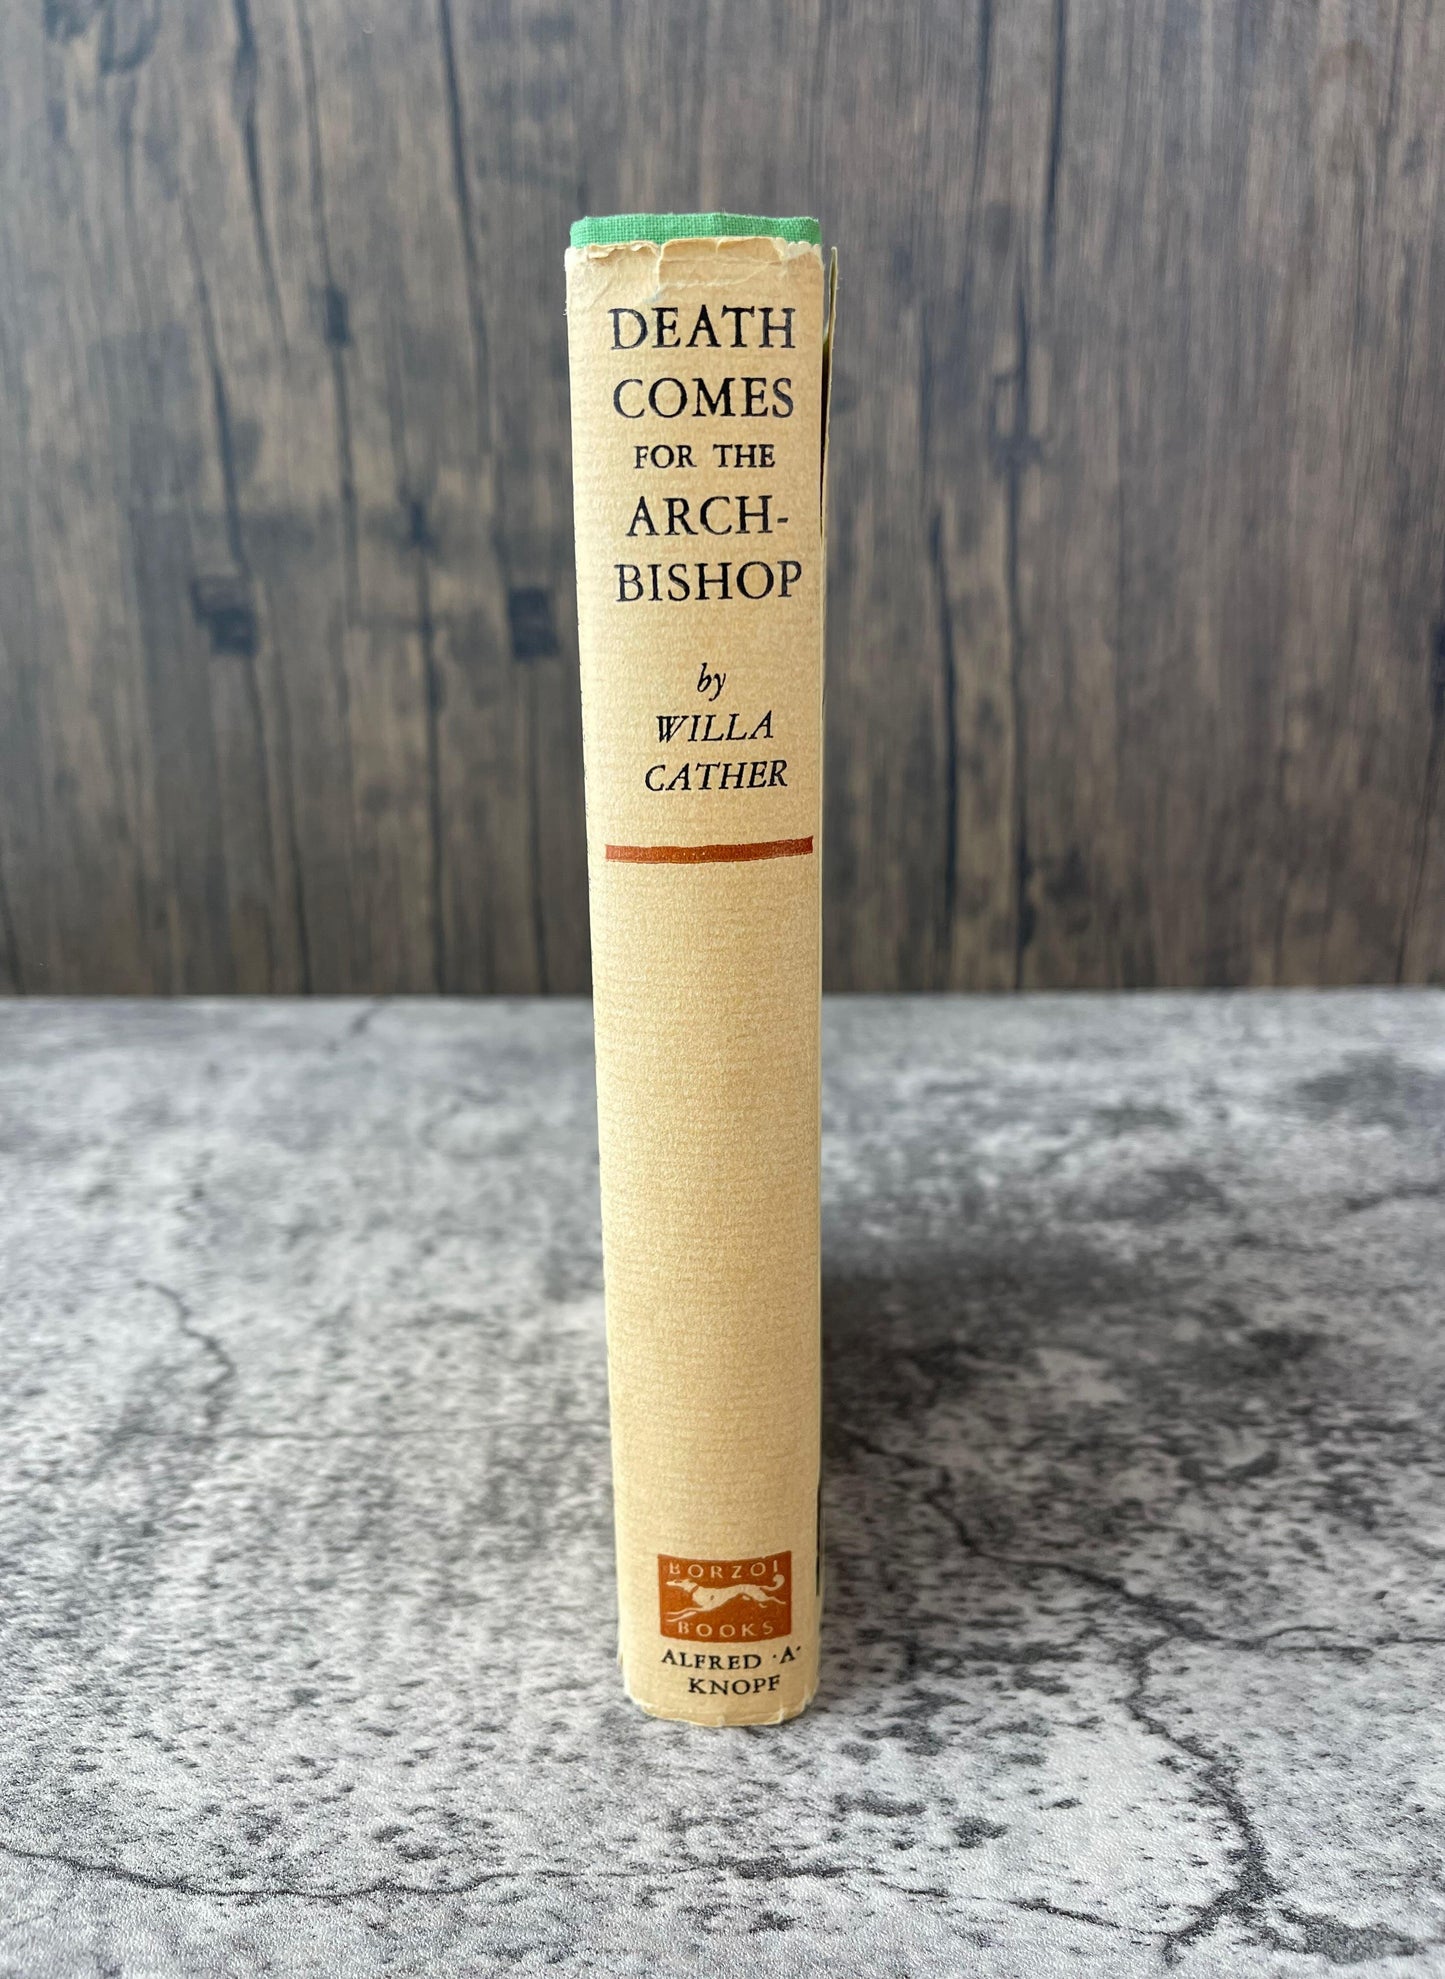 DEATH
COMES
FOR THE
ARCH-
BISHOP
by
WILLA
CATHER
BORZOI
BOOKS
ALFRED · A ·
KNOPF